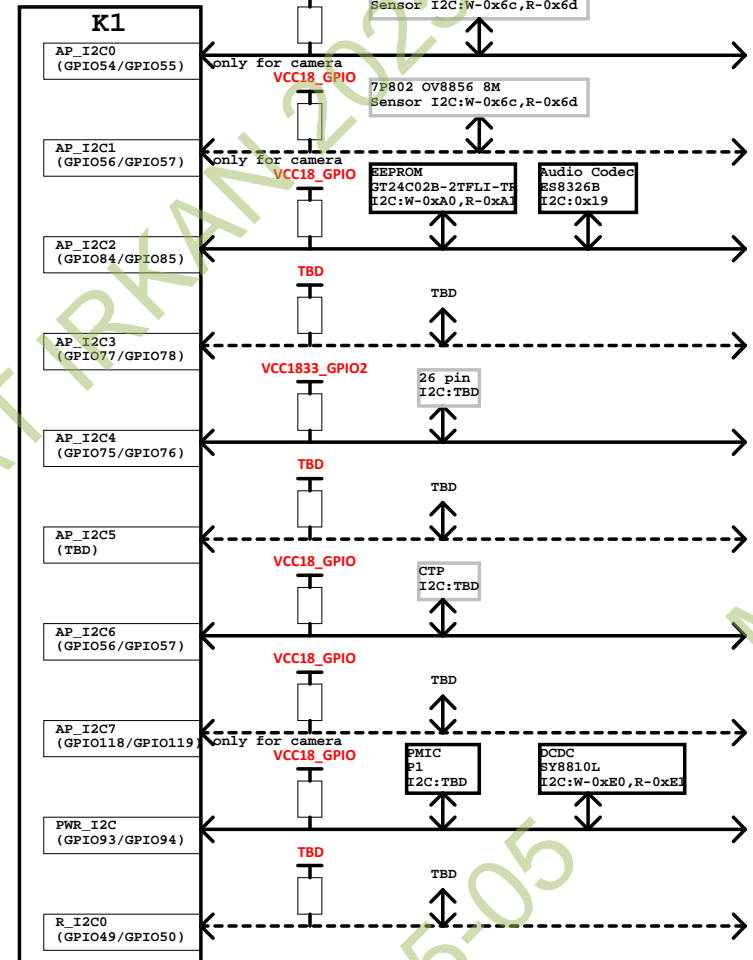 Sensor I2C:W-0x6c,R-0x6d
K1
AP_I2C0
(GPIO54/GPIO55)
only for camera
VCC18_GPIO
7P802 OV8856 8M
Sensor I2C:W-0x6c,R-0x6d
AP_I2C1
(GPIO56/GPIO57)
only for camera
VCC18_GPIO
EEPROM
GT24C02B-2TFLI-TR
I2C:W-0xA0,R-0xA1
Audio Codec
ES8326B
I2C:0x19
AP_I2C2
(GPIO84/GPIO85)
TBD
TBD
AP_I2C3
(GPIO77/GPIO78)
VCC1833_GPIO2
26 pin
I2C:TBD
AP_I2C4
(GPIO75/GPIO76)
TBD
TBD
AP_I2C5
(TBD)
VCC18_GPIO
CTP
I2C:TBD
AP_I2C6
(GPIO56/GPIO57)
VCC18_GPIO
TBD
AP_I2C7
(GPIO118/GPIO119)
only for camera
VCC18_GPIO
PMIC
P1
I2C:TBD
DCDC
SY8810L
I2C:W-0xE0,R-0xE1
PWR_I2C
(GPIO93/GPIO94)
TBD
TBD
R_I2C0
(GPIO49/GPIO50)
IRKAN 2025
5-05